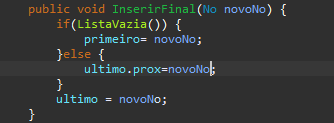 public void InserirFinal(No novoNo) {
if(ListaVazia()) {
primeiro= novoNo;
}else {
ultimo.prox=novoNo;
}
ultimo = novoNo;
}